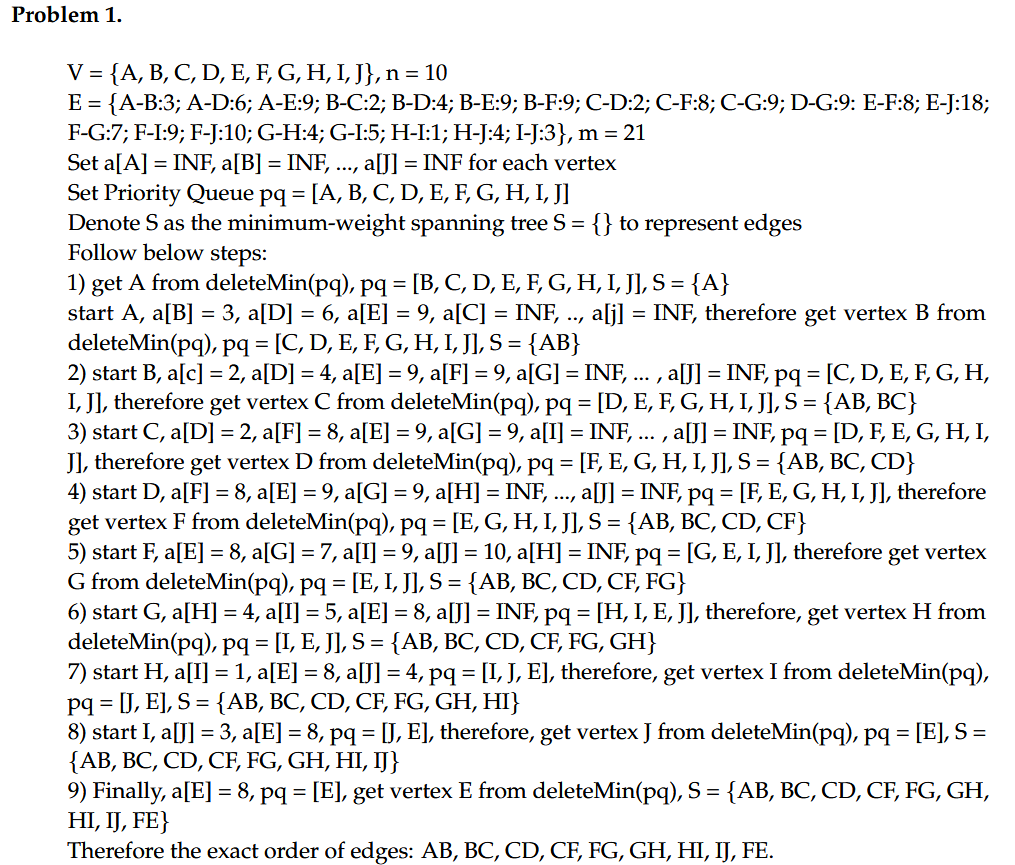 Problem 1.
V = {A, B, C, D, E, F, G, H, I, J}, n = 10
E = {A-B:3; A-D:6; A-E:9; B-C:2; B-D:4; B-E:9; B-F:9; C-D:2; C-F:8; C-G:9; D-G:9: E-F:8; E-J:18;
F-G:7; F-I:9; F-J:10; G-H:4; G-I:5; H-I:1; H-J:4; I-J:3}, m = 21
Set a[A] = INF, a[B] = INF, ..., a[J] = INF for each vertex
Set Priority Queue pq = [A, B, C, D, E, F, G, H, I, J]
Denote S as the minimum-weight spanning tree S = {} to represent edges
Follow below steps:
1) get A from deleteMin(pq), pq = [B, C, D, E, F, G, H, I, J], S = {A}
start A, a[B] = 3, a[D] = 6, a[E] = 9, a[C] = INF, .., a[j] = INF, therefore get vertex B from
deleteMin(pq), pq = [C, D, E, F, G, H, I, J], S = {AB}
2) start B, a[c] = 2, a[D] = 4, a[E] = 9, a[F] = 9, a[G] = INF, ... , a[J] = INF, pq = [C, D, E, F, G, H,
I, J], therefore get vertex C from deleteMin(pq), pq = [D, E, F, G, H, I, J], S = {AB, BC}
3) start C, a[D] = 2, a[F] = 8, a[E] = 9, a[G] = 9, a[I] = INF, ... , a[J] = INF, pq = [D, F, E, G, H, I,
J], therefore get vertex D from deleteMin(pq), pq = [F, E, G, H, I, J], S = {AB, BC, CD}
4) start D, a[F] = 8, a[E] = 9, a[G] = 9, a[H] = INF, ..., a[J] = INF, pq = [F, E, G, H, I, J], therefore
get vertex F from deleteMin(pq), pq = [E, G, H, I, J], S = {AB, BC, CD, CF}
5) start F, a[E] = 8, a[G] = 7, a[I] = 9, a[J] = 10, a[H] = INF, pq = [G, E, I, J], therefore get vertex
G from deleteMin(pq), pq = [E, I, J], S = {AB, BC, CD, CF, FG}
6) start G, a[H] = 4, a[I] = 5, a[E] = 8, a[J] = INF, pq = [H, I, E, J], therefore, get vertex H from
deleteMin(pq), pq = [I, E, J], S = {AB, BC, CD, CF, FG, GH}
7) start H, a[I] = 1, a[E] = 8, a[J] = 4, pq = [I, J, E], therefore, get vertex I from deleteMin(pq),
pq = [J, E], S = {AB, BC, CD, CF, FG, GH, HI}
8) start I, a[J] = 3, a[E] = 8, pq = [J, E], therefore, get vertex J from deleteMin(pq), pq = [E], S =
{AB, BC, CD, CF, FG, GH, HI, IJ}
9) Finally, a[E] = 8, pq = [E], get vertex E from deleteMin(pq), S = {AB, BC, CD, CF, FG, GH,
HI, IJ, FE}
Therefore the exact order of edges: AB, BC, CD, CF, FG, GH, HI, IJ, FE.